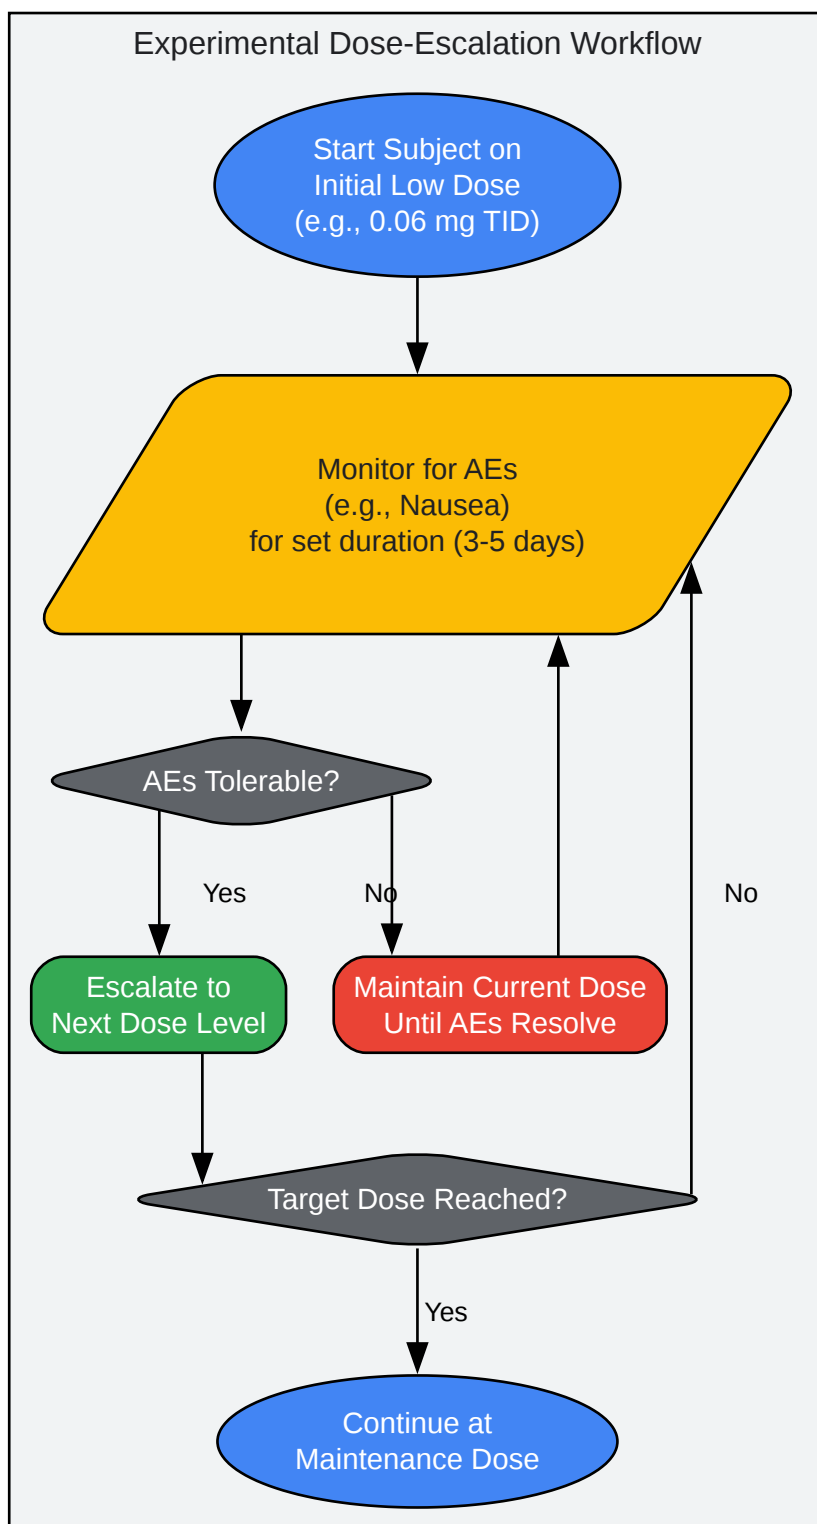 Experimental Dose-Escalation Workflow
Start Subject on
Initial Low Dose
(e.g., 0.06 mg TID)
Monitor for AEs
(e.g., Nausea)
for set duration (3-5 days)
AEs Tolerable?
Yes
No
No
Escalate to
Next Dose Level
Maintain Current Dose
Until AEs Resolve
Target Dose Reached?
Yes
Continue at
Maintenance Dose